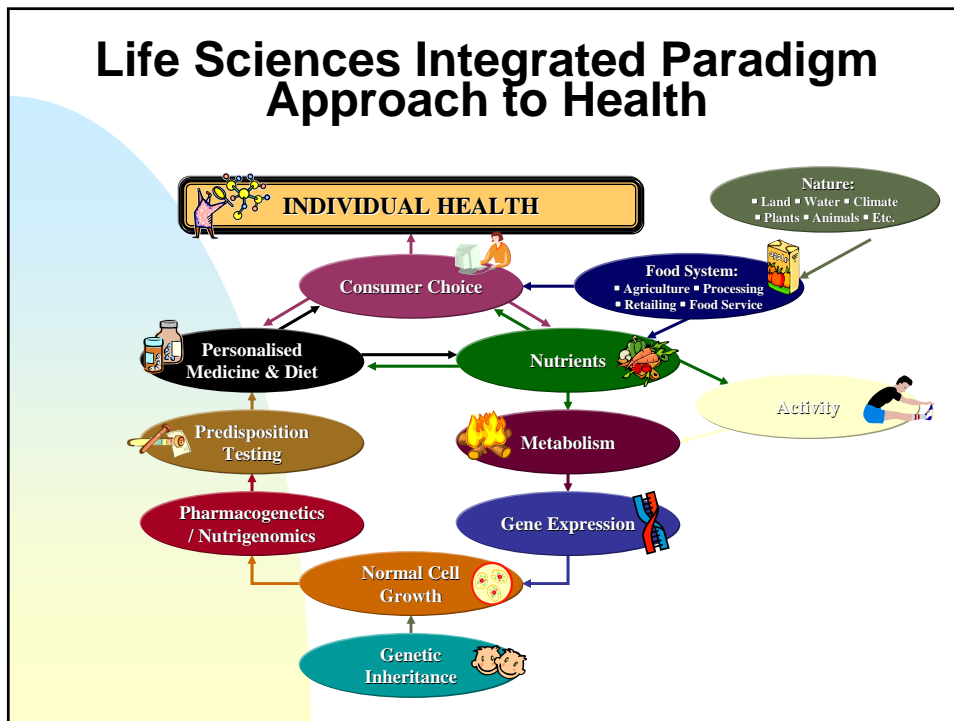 Life Sciences Integrated Paradigm
Approach to Health
INDIVIDUAL HEALTH
Nature:
▪ Land ▪ Water ▪ Climate
▪ Plants ▪ Animals ▪ Etc.
Consumer Choice
Food System:
▪ Agriculture ▪ Processing
▪ Retailing ▪ Food Service
Personalised
Medicine & Diet
Nutrients
Activity
Predisposition
Testing
Metabolism
Pharmacogenetics
/ Nutrigenomics
Gene Expression
Normal Cell
Growth
Genetic
Inheritance